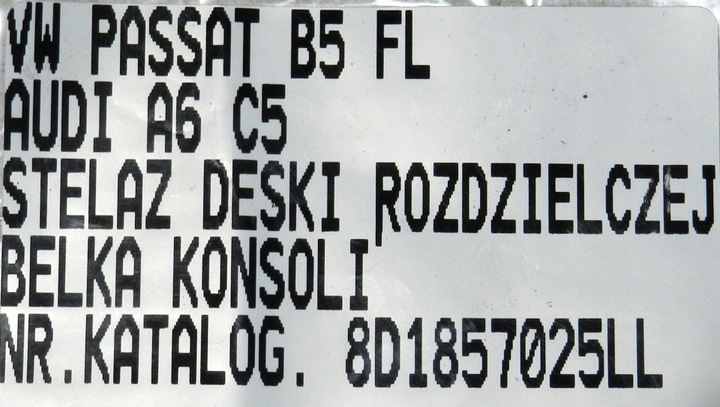 VW PASSAT B5 FL
AUDI A6 C5
STELAZ DESKI ROZDZIELCZEJ
BELKA KONSOLI
NR.KATALOG. 8D1857025LL